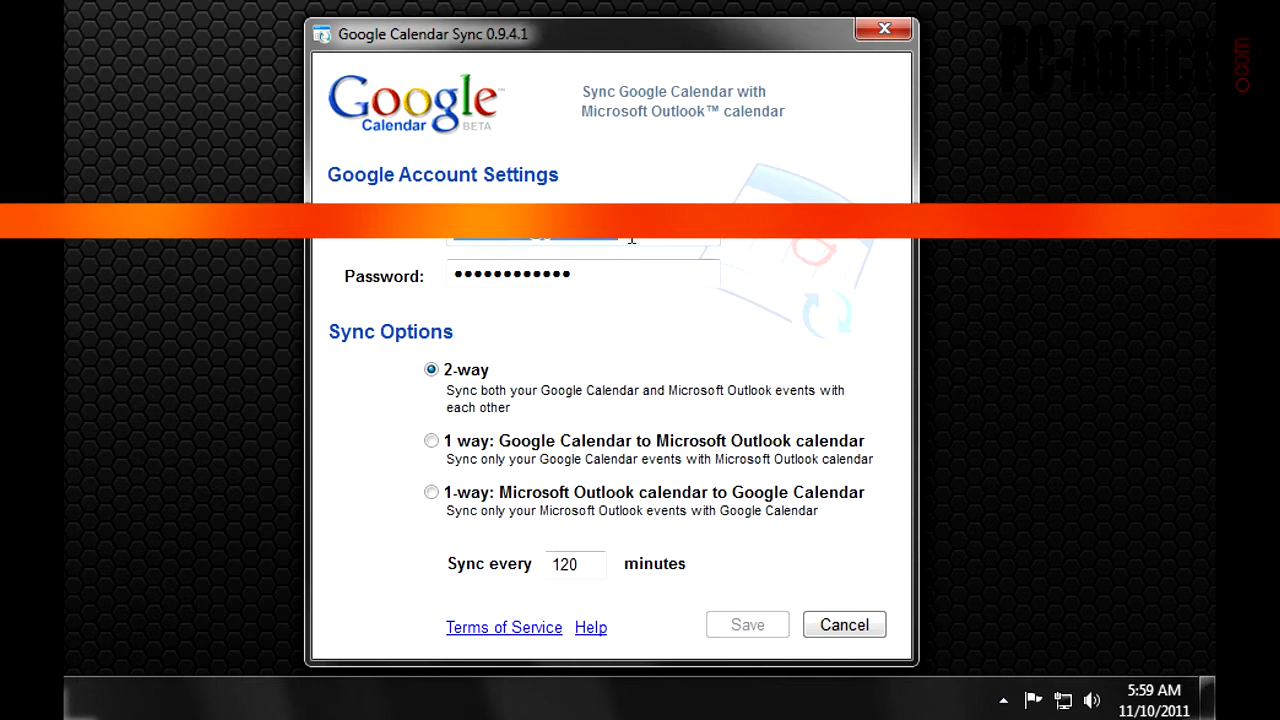 Google Calendar Sync 0.9.4.1
Google™
Calendar BETA
Sync Google Calendar with
Microsoft Outlook™ calendar
Google Account Settings
Password: ••••••••••••
Sync Options
2-way
Sync both your Google Calendar and Microsoft Outlook events with
each other
1 way: Google Calendar to Microsoft Outlook calendar
Sync only your Google Calendar events with Microsoft Outlook calendar
1-way: Microsoft Outlook calendar to Google Calendar
Sync only your Microsoft Outlook events with Google Calendar
Sync every 120 minutes
Terms of Service Help Save Cancel
5:59 AM
11/10/2011
.com